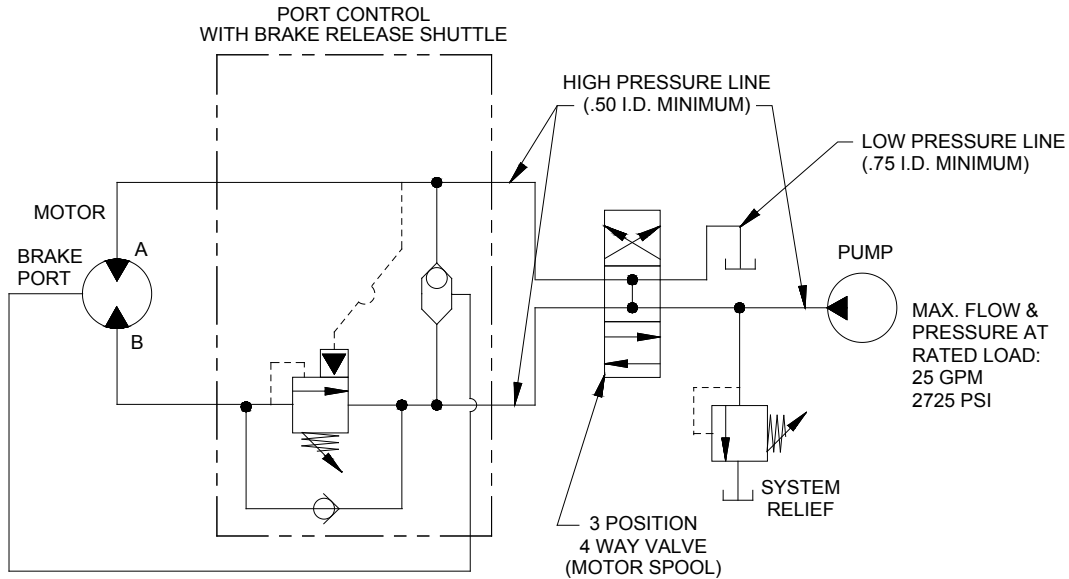 PORT CONTROL
WITH BRAKE RELEASE SHUTTLE
HIGH PRESSURE LINE
(.50 I.D. MINIMUM)
LOW PRESSURE LINE
(.75 I.D. MINIMUM)
MOTOR
A
BRAKE
PORT
B
PUMP
MAX. FLOW &
PRESSURE AT
RATED LOAD:
25 GPM
2725 PSI
SYSTEM
RELIEF
3 POSITION
4 WAY VALVE
(MOTOR SPOOL)